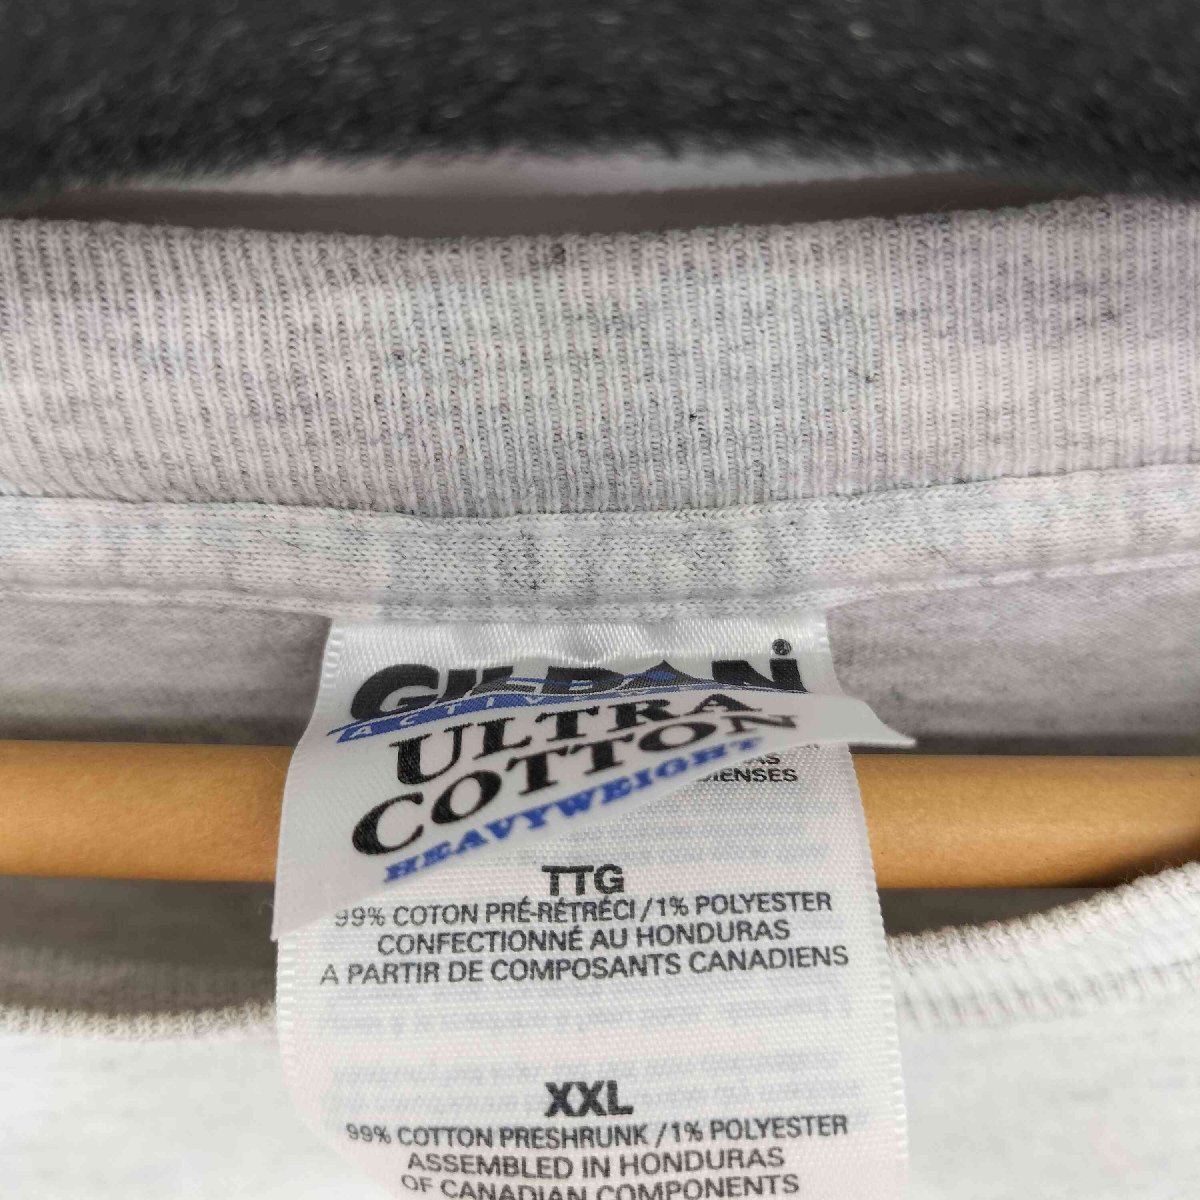 GILDAN®
ACTIVEWEAR
ULTRA
COTTON
HEAVYWEIGHT
TTG
99% COTON PRÉ-RÉTRÉCI/1% POLYESTER
CONFECTIONNÉ AU HONDURAS
A PARTIR DE COMPOSANTS CANADIENS
XXL
99% COTTON PRESHRUNK/1% POLYESTER
ASSEMBLED IN HONDURAS
OF CANADIAN COMPONENTS